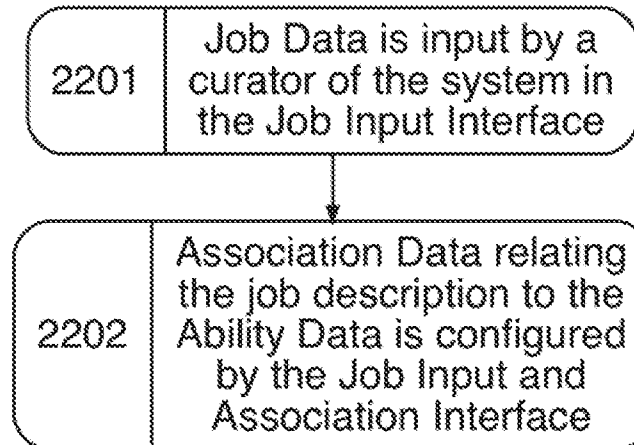 2201
Job Data is input by a
curator of the system in
the Job Input Interface
2202
Association Data relating
the job description to the
Ability Data is configured
by the Job Input and
Association Interface